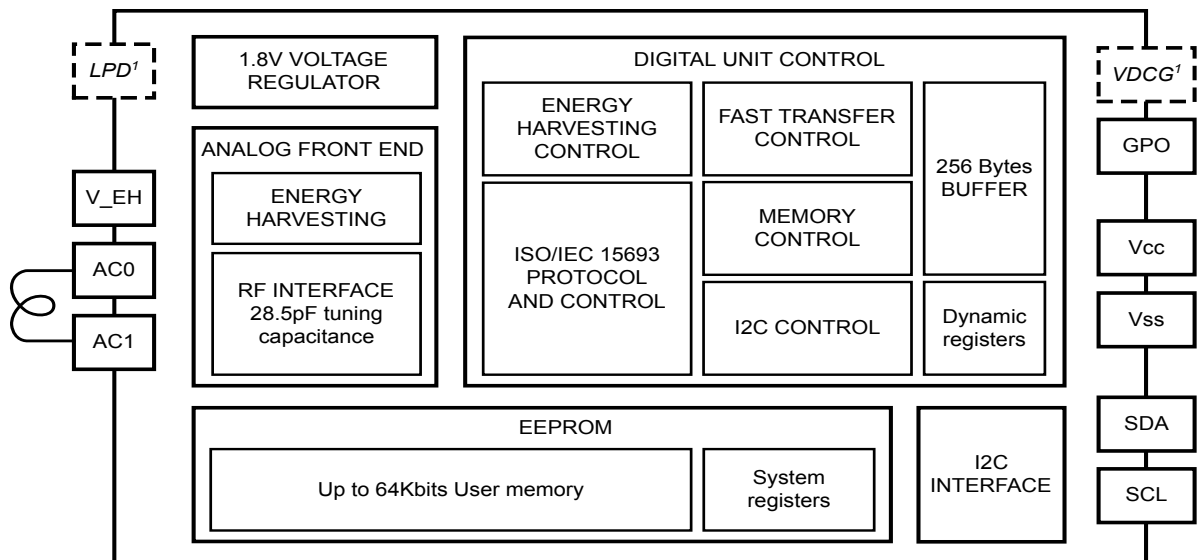 LPD¹
V_EH
AC0
AC1
1.8V VOLTAGE
REGULATOR
ANALOG FRONT END
ENERGY
HARVESTING
RF INTERFACE
28.5pF tuning
capacitance
DIGITAL UNIT CONTROL
ENERGY
HARVESTING
CONTROL
FAST TRANSFER
CONTROL
256 Bytes
BUFFER
ISO/IEC 15693
PROTOCOL
AND CONTROL
MEMORY
CONTROL
I2C CONTROL
Dynamic
registers
EEPROM
Up to 64Kbits User memory
System
registers
I2C
INTERFACE
VDCG¹
GPO
Vcc
Vss
SDA
SCL